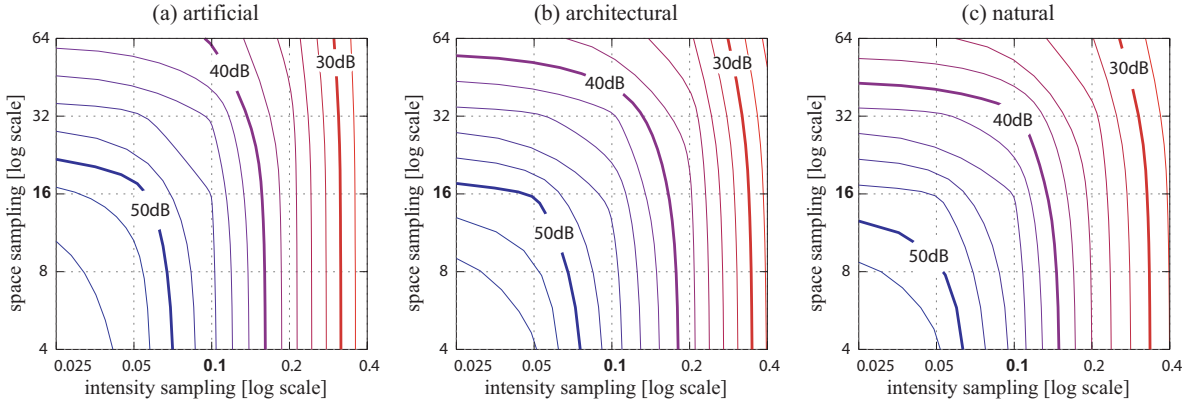 (a) artificial
64
32
16
8
4
space sampling [log scale]
40dB
30dB
50dB
0.025
0.05
0.1
0.2
0.4
intensity sampling [log scale]
(b) architectural
64
32
16
8
4
space sampling [log scale]
30dB
40dB
50dB
0.025
0.05
0.1
0.2
0.4
intensity sampling [log scale]
(c) natural
64
32
16
8
4
space sampling [log scale]
30dB
40dB
50dB
0.025
0.05
0.1
0.2
0.4
intensity sampling [log scale]